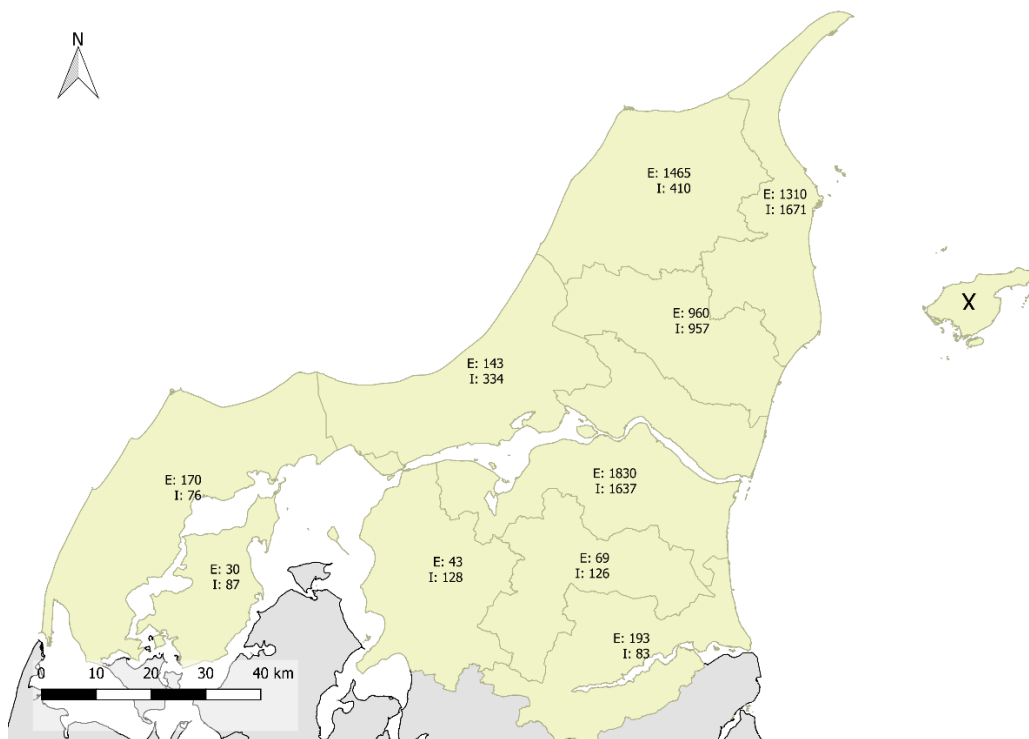 N
E: 1465
I: 410
E: 1310
I: 1671
X
E: 960
I: 957
E: 143
I: 334
E: 170
I: 76
E: 1830
I: 1637
E: 43
I: 128
E: 69
I: 126
E: 30
I: 87
E: 193
I: 83
0 10 20 30 40 km